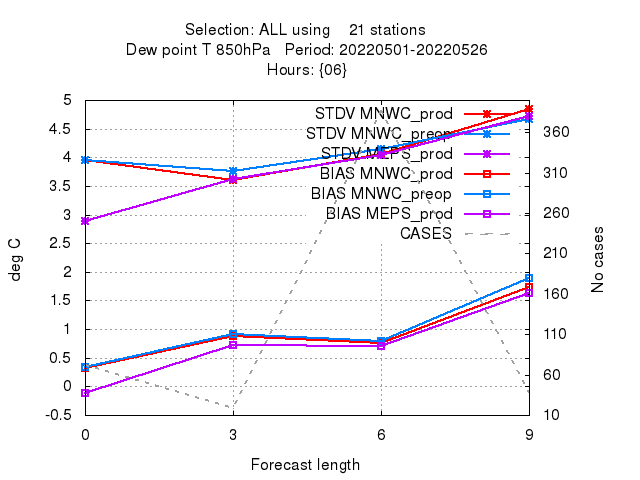 Selection: ALL using 21 stations
Dew point T 850hPa Period: 20220501-20220526
Hours: {06}
STDV MNWC_prod
STDV MNWC_preop
STDV MEPS_prod
BIAS MNWC_prod
BIAS MNWC_preop
BIAS MEPS_prod
CASES
5
4.5
4
3.5
3
2.5
2
1.5
1
0.5
0
-0.5
deg C
360
310
260
210
160
110
60
10
No cases
0 3 6 9
Forecast length